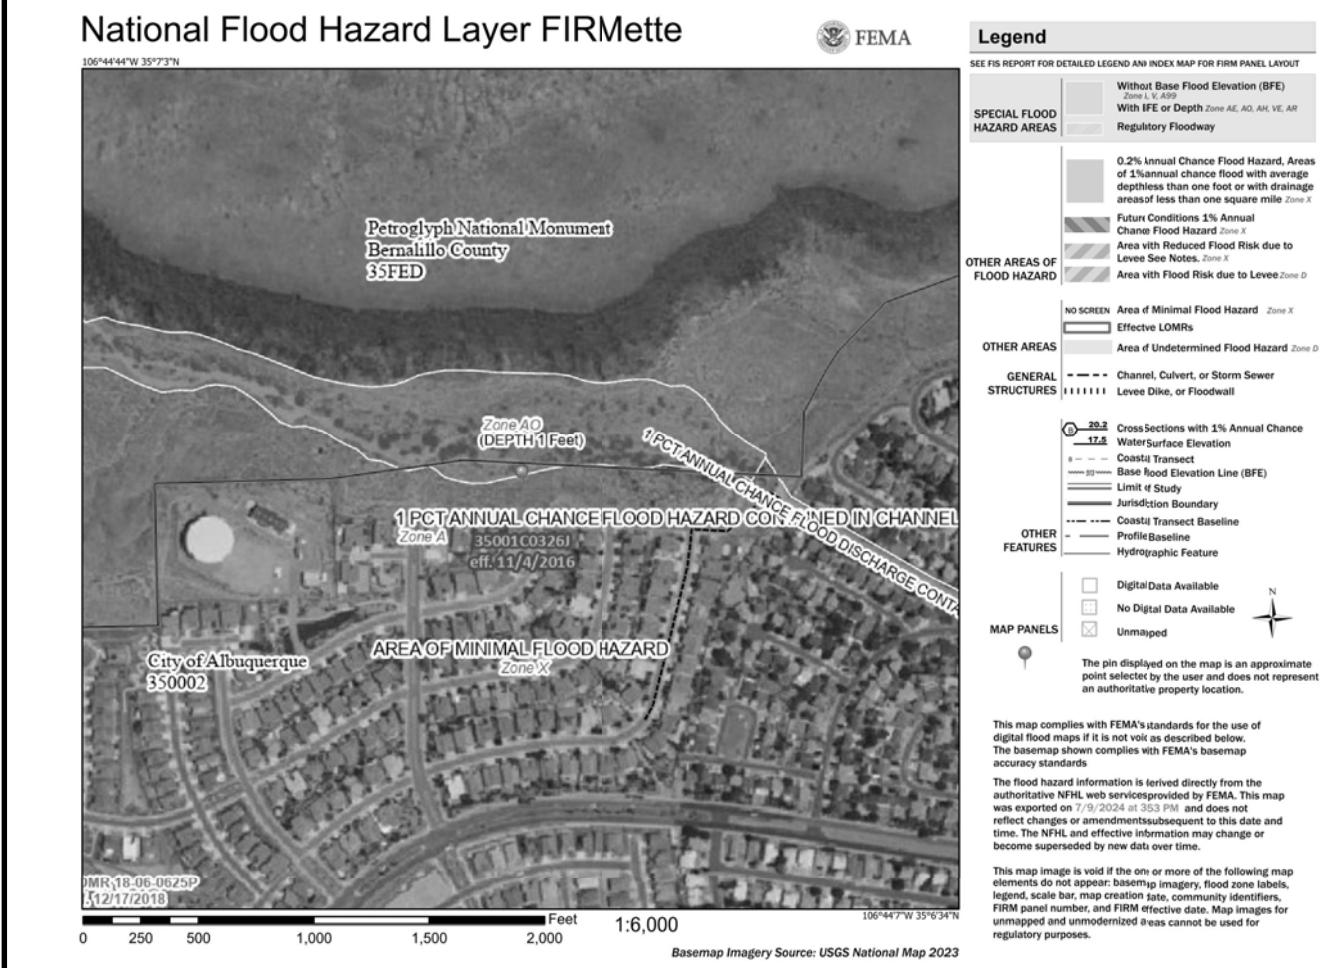 National Flood Hazard Layer FIRMette
FEMA
106°44'44"W 35°7'3"N
Petroglyph National Monument
Bernalillo County
35FED
Zone AO
(DEPTH 1 Feet)
1 PCT ANNUAL CHANCE FLOOD DISCHARGE CONTA
1 PCT ANNUAL CHANCE FLOOD HAZARD CON NED IN CHANNEL
Zone A
35001C0326J
eff. 11/4/2016
AREA OF MINIMAL FLOOD HAZARD
Zone X
City of Albuquerque
350002
OMR 18-06-0625P
. 12/17/2018
106°44'7"W 35°6'34"N
Feet
1:6,000
0 250 500 1,000 1,500 2,000
Basemap Imagery Source: USGS National Map 2023
Legend
SEE FIS REPORT FOR DETAILED LEGEND AND INDEX MAP FOR FIRM PANEL LAYOUT
SPECIAL FLOOD
HAZARD AREAS
Without Base Flood Elevation (BFE)
V, A99
With BFE or Depth Zone AE, AO, AH, VE, AR
Regulatory Floodway
OTHER AREAS OF
FLOOD HAZARD
0.2% Annual Chance Flood Hazard, Areas
of 1% annual chance flood with average
depth less than one foot or with drainage
areas of less than one square mile Zone X
Future Conditions 1% Annual
Chance Flood Hazard Zone X
Area with Reduced Flood Risk due to
Levee See Notes. Zone X
Area with Flood Risk due to Levee Zone D
OTHER AREAS
NO SCREEN Area of Minimal Flood Hazard Zone X
Effective LOMRs
Area of Undetermined Flood Hazard Zone D
GENERAL
STRUCTURES
Channel, Culvert, or Storm Sewer
Levee Dike, or Floodwall
OTHER
FEATURES
B 20.2 Cross Sections with 1% Annual Chance
17.5 Water Surface Elevation
8 Coastal Transect
513 Base Flood Elevation Line (BFE)
Limit of Study
Jurisdiction Boundary
Coastal Transect Baseline
Profile Baseline
Hydrographic Feature
MAP PANELS
Digital Data Available
No Digital Data Available
Unmapped
N
The pin displayed on the map is an approximate
point selected by the user and does not represent
an authoritative property location.
This map complies with FEMA's standards for the use of
digital flood maps if it is not void as described below.
The basemap shown complies with FEMA's basemap
accuracy standards
The flood hazard information is derived directly from the
authoritative NFHL web services provided by FEMA. This map
was exported on 7/9/2024 at 353 PM and does not
reflect changes or amendments subsequent to this date and
time. The NFHL and effective information may change or
become superseded by new data over time.
This map image is void if the one or more of the following map
elements do not appear: basemap imagery, flood zone labels,
legend, scale bar, map creation date, community identifiers,
FIRM panel number, and FIRM effective date. Map images for
unmapped and unmodernized areas cannot be used for
regulatory purposes.